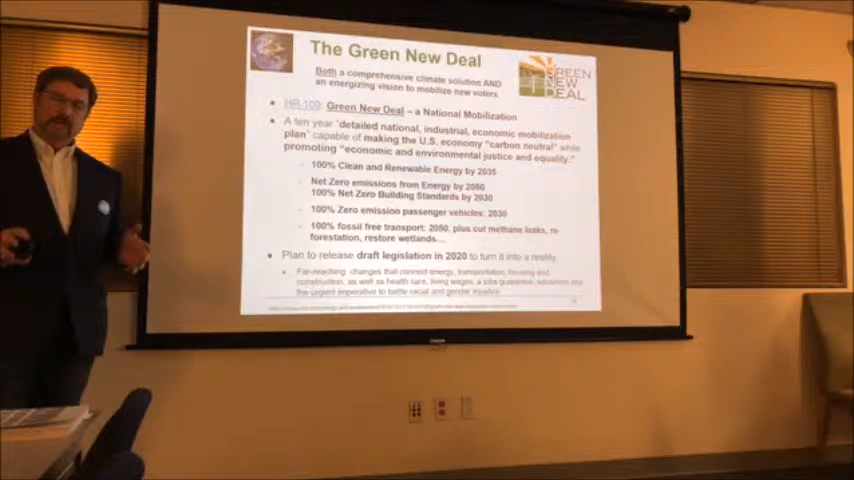 The Green New Deal
Both a comprehensive climate solution AND
an energizing vision to mobilize new voters
GREEN
NEW
DEAL
HR 109: Green New Deal – a National Mobilization
A ten year "detailed national, industrial, economic mobilization
plan" capable of making the U.S. economy "carbon neutral" while
promoting "economic and environmental justice and equality."
100% Clean and Renewable Energy by 2035
Net Zero emissions from Energy by 2050
100% Net Zero Building Standards by 2030
100% Zero emission passenger vehicles: 2030
100% fossil free transport: 2050, plus cut methane leaks, re-
forestation, restore wetlands...
Plan to release draft legislation in 2020 to turn it into a reality.
Far-reaching changes that connect energy, transportation, housing and
construction, as well as health care, living wages, a jobs guarantee, education and
the urgent imperative to battle racial and gender injustice